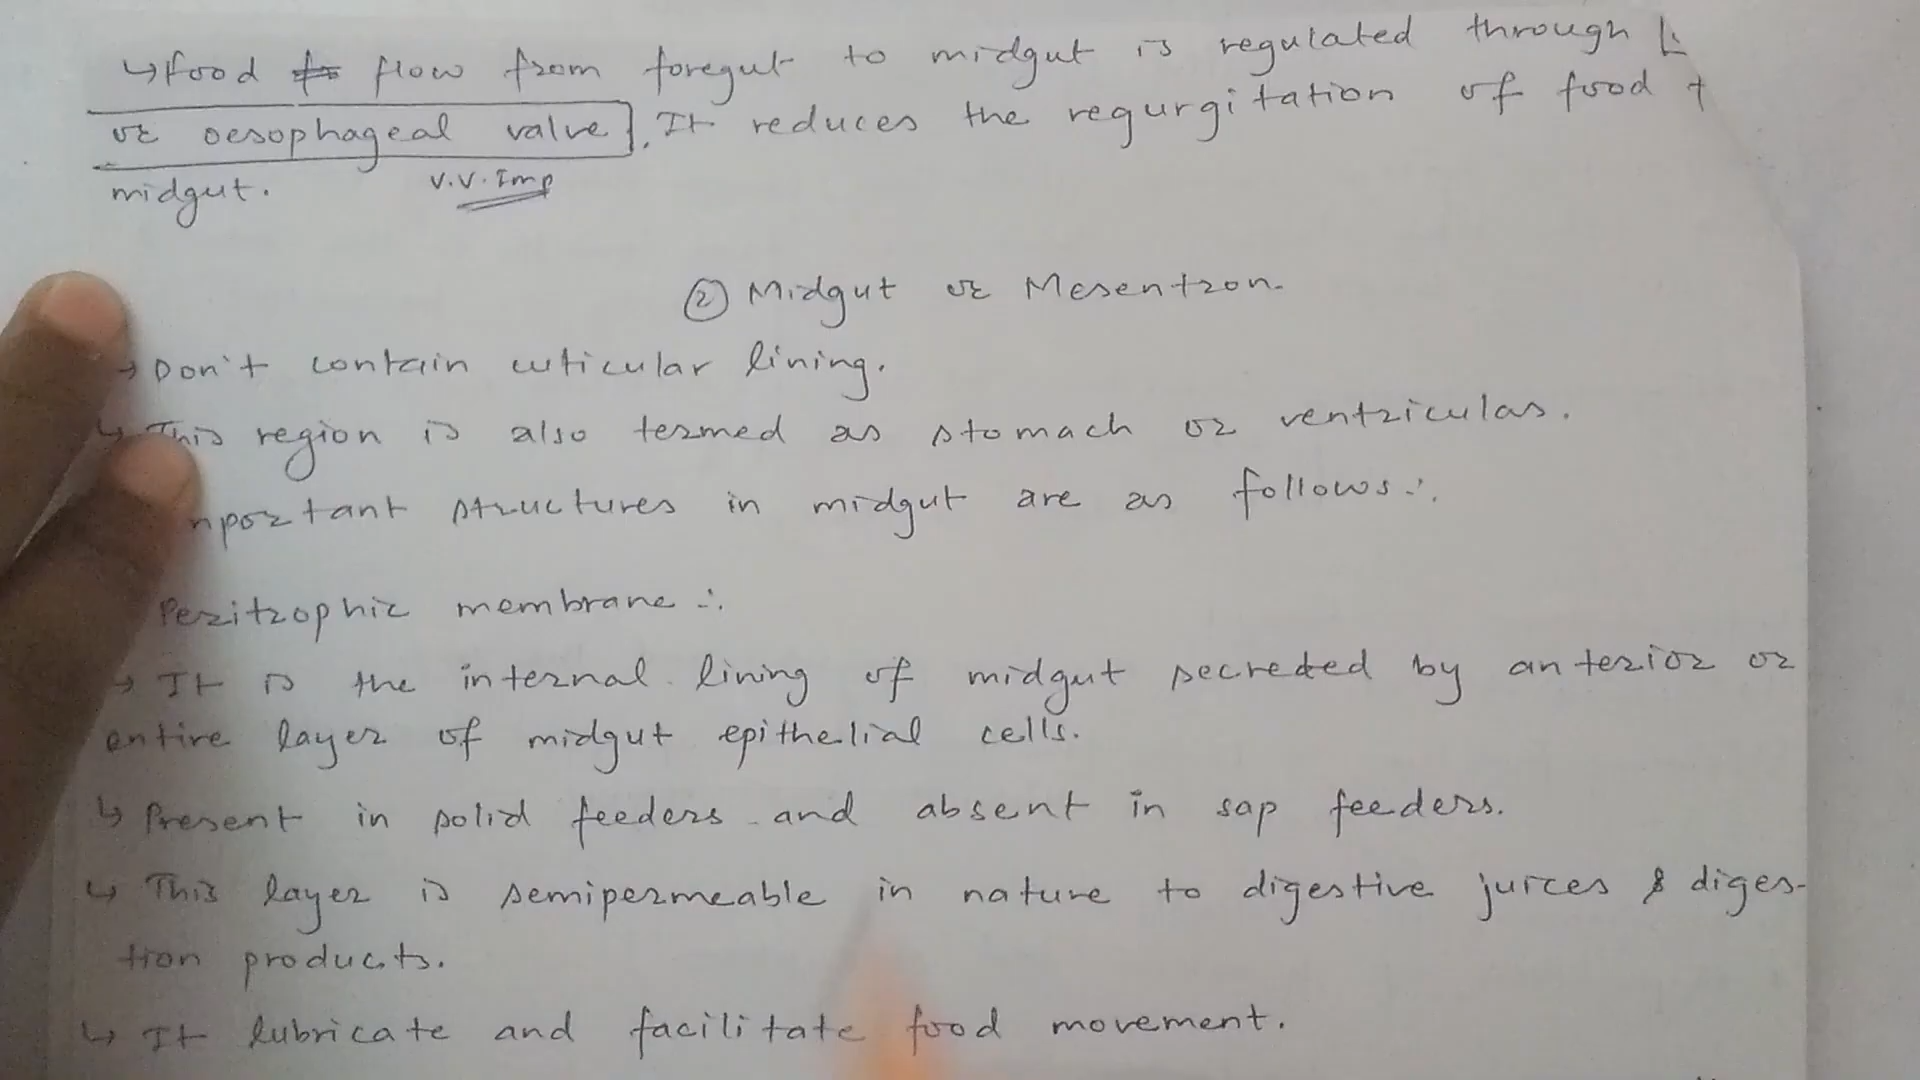 ↳ Food flow from foregut to midgut is regulated through
or oesophageal valve]. It reduces the regurgitation of food
midgut. V.V. Imp
② Midgut or Mesentron.
→ Don't contain cuticular lining.
↳ This region is also termed as stomach or ventriculas.
mportant structures in midgut are as follows :-
Peritrophic membrane :-
→ It is the internal lining of midgut secreted by anterior or
entire layer of midgut epithelial cells.
↳ Present in solid feeders and absent in sap feeders.
↳ This layer is semipermeable in nature to digestive juices & diges-
tion products.
↳ It lubricate and facilitate food movement.